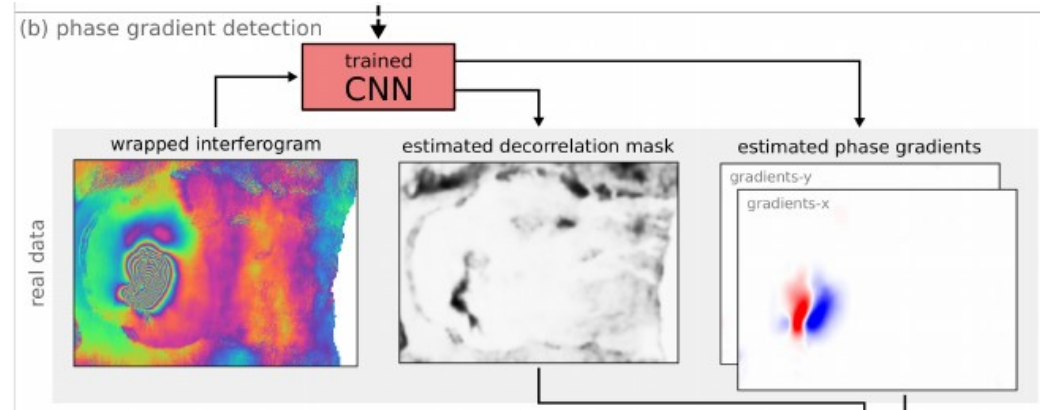 (b) phase gradient detection
trained
CNN
wrapped interferogram
estimated decorrelation mask
estimated phase gradients
gradients-y
gradients-x
real data